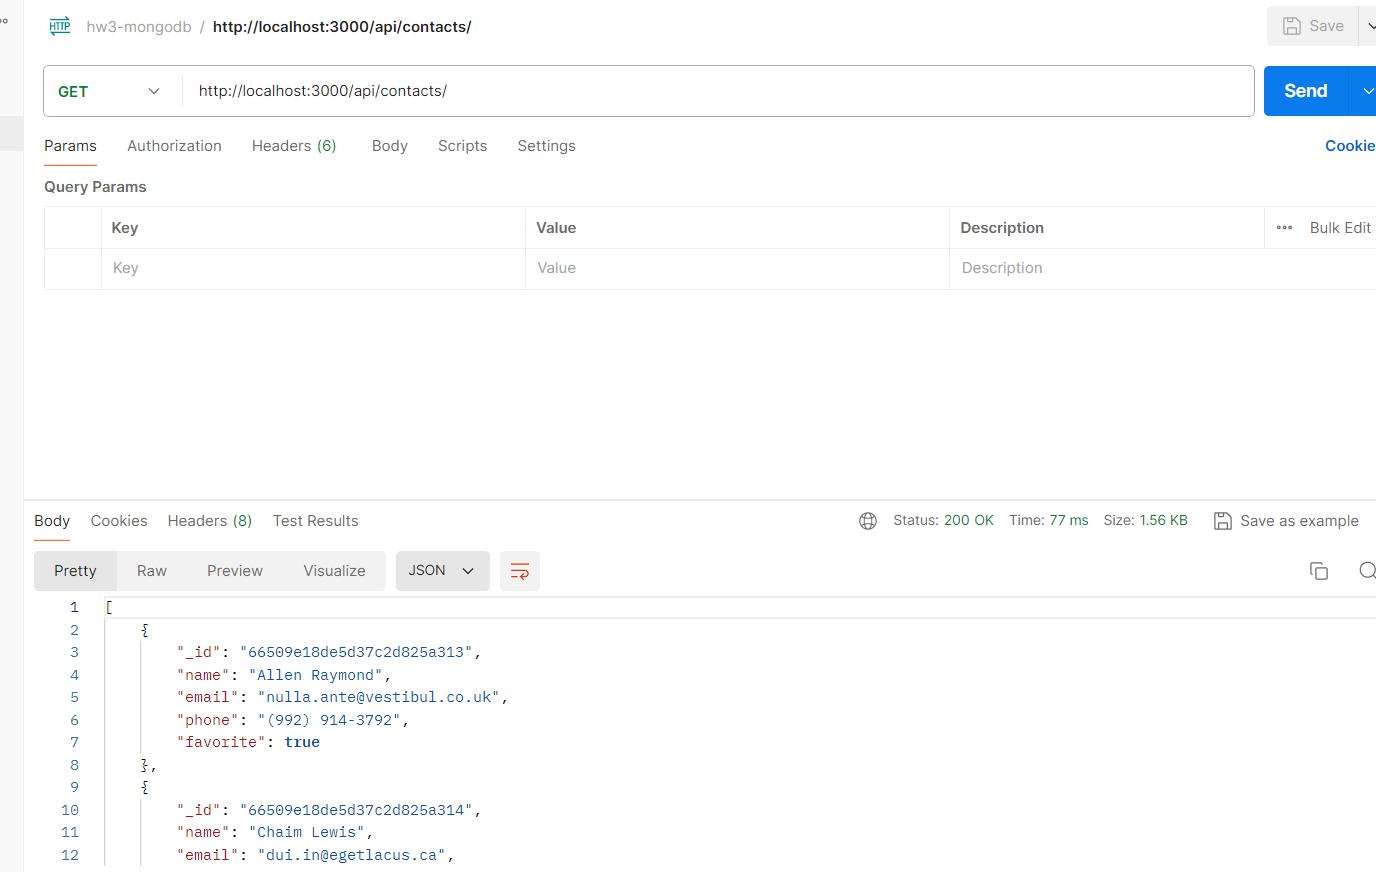 HTTP hw3-mongodb / http://localhost:3000/api/contacts/ Save
GET http://localhost:3000/api/contacts/ Send
Params Authorization Headers (6) Body Scripts Settings Cookie
Query Params
Key Value Description Bulk Edit
Key Value Description
Body Cookies Headers (8) Test Results Status: 200 OK Time: 77 ms Size: 1.56 KB Save as example
Pretty Raw Preview Visualize JSON
1 [
2 {
3 "_id": "66509e18de5d37c2d825a313",
4 "name": "Allen Raymond",
5 "email": "nulla.ante@vestibul.co.uk",
6 "phone": "(992) 914-3792",
7 "favorite": true
8 },
9 {
10 "_id": "66509e18de5d37c2d825a314",
11 "name": "Chaim Lewis",
12 "email": "dui.in@egetlacus.ca",